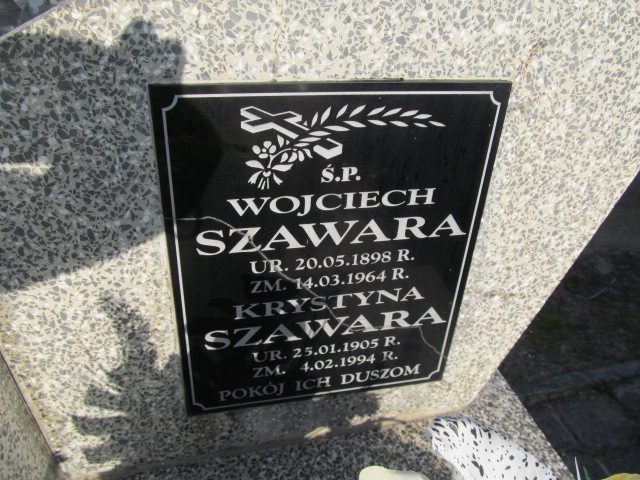 Ś.P.
WOJCIECH
SZAWARA
UR. 20.05.1898 R.
ZM. 14.03.1964 R.
KRYSTYNA
SZAWARA
UR. 25.01.1905 R.
ZM. 4.02.1994 R.
POKÓJ ICH DUSZOM